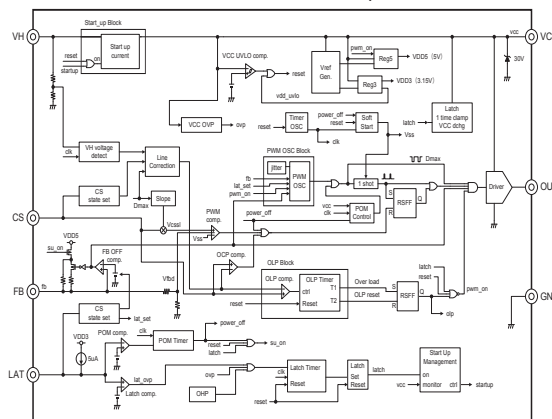 Start_up Block
VH
reset
startup
on
Start up
current
VCC UVLO comp.
reset
vdd_uvlo
Vref
Gen.
pwm_on
Reg5
VDD5 (5V)
Reg3
VDD3 (3.15V)
vcc
VC
30V
VCC OVP
ovp
Timer
OSC
reset
clk
power_off
reset
Soft
Start
Vss
latch
Latch
1 time clamp
VCC dchg
VH voltage
detect
clk
Line
Correction
CS
state set
Dmax
Slope
PWM OSC Block
jitter
fb
lat_set
pwm_on
PWM
OSC
1 shot
Dmax
vcc
clk
POM
Control
S
R
RSFF
Q
Driver
OU
CS
Vcssl
Vss
PWM
comp.
power_off
VDD5
su_on
FB OFF
comp.
OCP comp.
FB
fb
Vfbd
OLP Block
OLP comp.
OLP Timer
ctrl
T1
T2
Reset
reset
Over load
OLP reset
S
R
RSFF
Q
olp
latch
reset
pwm_on
GN
CS
state set
lat_set
VDD3
5uA
LAT
POM comp.
clk
POM Timer
power_off
reset
latch
su_on
lat_ovp
Latch comp.
ovp
OHP
clk
Latch Timer
Reset
reset
Latch
Set
Reset
latch
Start Up
Management
on
monitor
ctrl
vcc
startup